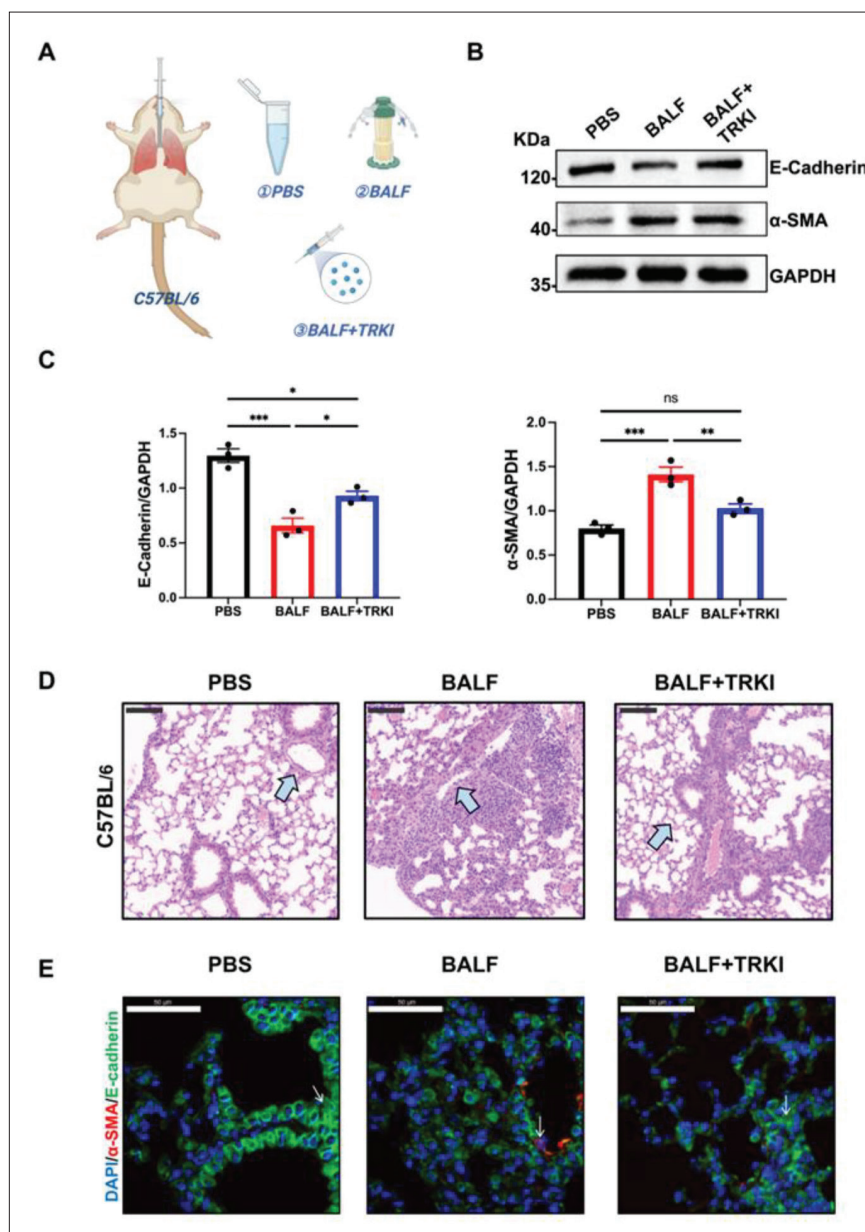 A
①PBS
②BALF
C57BL/6
③BALF+TRKI
B
KDa
PBS
BALF
BALF+
TRKI
120
E-Cadherin
40
α-SMA
35
GAPDH
C
*
***
*
E-Cadherin/GAPDH
1.5
1.0
0.5
0.0
PBS
BALF
BALF+TRKI
ns
***
**
α-SMA/GAPDH
2.0
1.5
1.0
0.5
0.0
PBS
BALF
BALF+TRKI
D
PBS
BALF
BALF+TRKI
C57BL/6
E
PBS
BALF
BALF+TRKI
DAPI/α-SMA/E-cadherin
50 μm
50 μm
50 μm